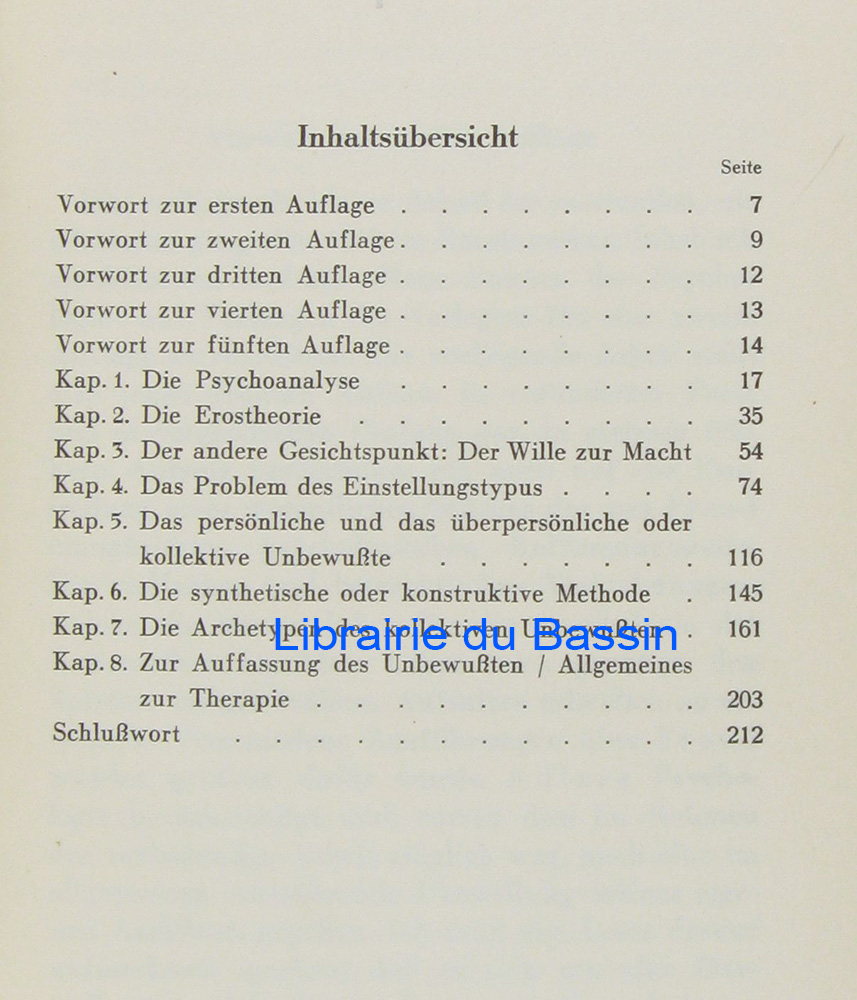 Inhaltsübersicht
Seite
Vorwort zur ersten Auflage . . . . . . . . 7
Vorwort zur zweiten Auflage . . . . . . . . 9
Vorwort zur dritten Auflage . . . . . . . . 12
Vorwort zur vierten Auflage . . . . . . . . 13
Vorwort zur fünften Auflage . . . . . . . . 14
Kap. 1. Die Psychoanalyse . . . . . . . . 17
Kap. 2. Die Erostheorie . . . . . . . . . 35
Kap. 3. Der andere Gesichtspunkt: Der Wille zur Macht 54
Kap. 4. Das Problem des Einstellungstypus . . . . 74
Kap. 5. Das persönliche und das überpersönliche oder
kollektive Unbewußte . . . . . . . 116
Kap. 6. Die synthetische oder konstruktive Methode . 145
Kap. 7. Die Archetypen des kollektiven Unbewußten . 161
Librairie du Bassin
Kap. 8. Zur Auffassung des Unbewußten / Allgemeines
zur Therapie . . . . . . . . . . 203
Schlußwort . . . . . . . . . . . 212